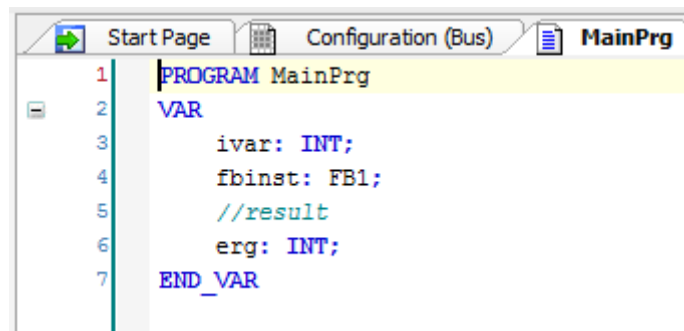 Start Page Configuration (Bus) MainPrg
1 PROGRAM MainPrg
2 VAR
3 ivar: INT;
4 fbinst: FB1;
5 //result
6 erg: INT;
7 END_VAR